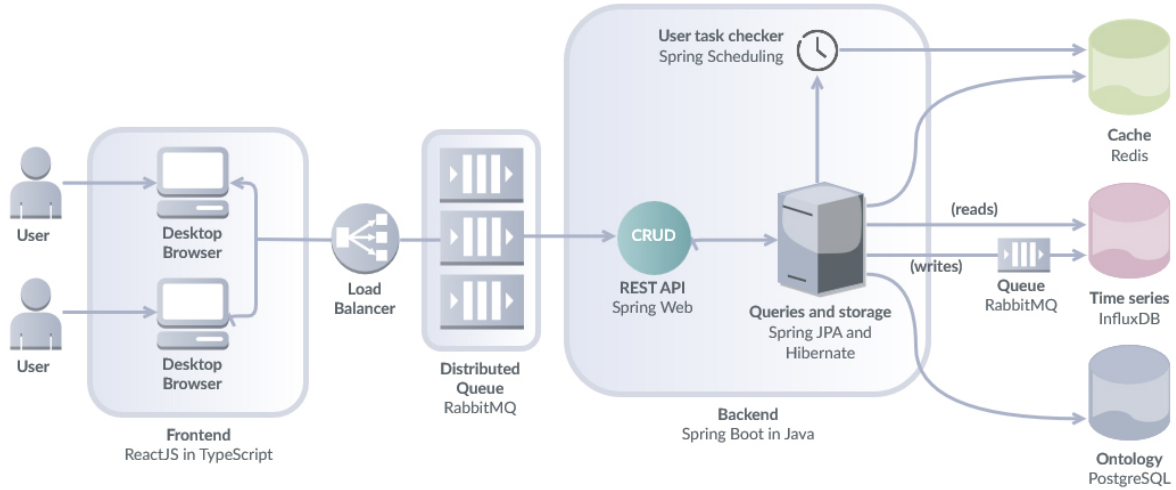 User task checker
Spring Scheduling
Cache
Redis
User
Desktop
Browser
User
Desktop
Browser
Frontend
ReactJS in TypeScript
Load
Balancer
Distributed
Queue
RabbitMQ
CRUD
REST API
Spring Web
Queries and storage
Spring JPA and
Hibernate
Backend
Spring Boot in Java
(reads)
(writes)
Queue
RabbitMQ
Time series
InfluxDB
Ontology
PostgreSQL